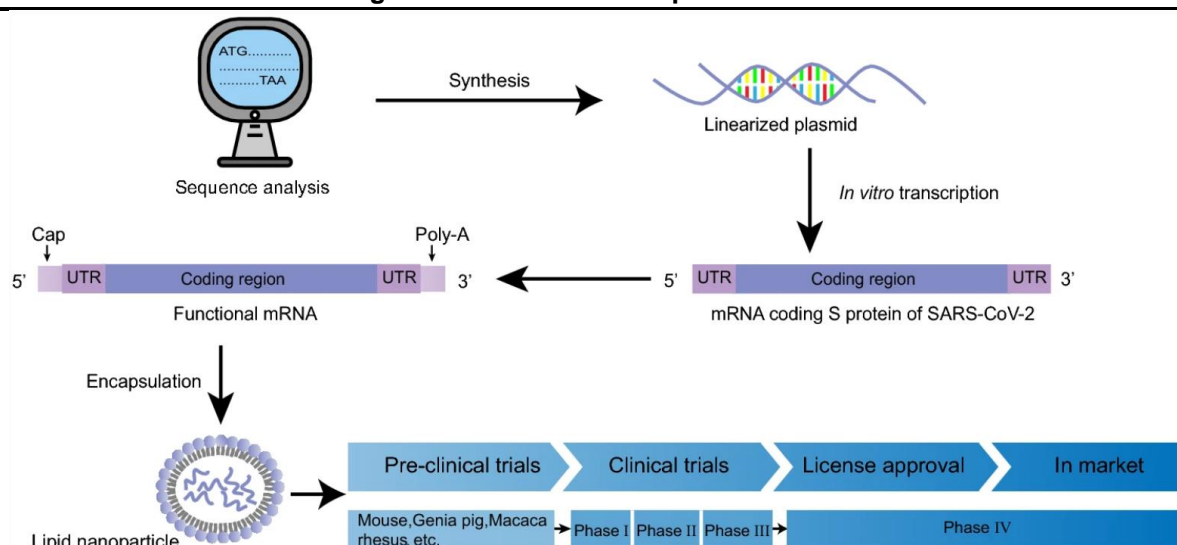 ATG...........
....................
..........TAA
Sequence analysis
Synthesis
Linearized plasmid
In vitro transcription
Cap
Poly-A
5’ UTR Coding region UTR 3’
Functional mRNA
5’ UTR Coding region UTR 3’
mRNA coding S protein of SARS-CoV-2
Encapsulation
Lipid nanoparticle
Pre-clinical trials
Clinical trials
License approval
In market
Mouse,Genia pig,Macaca
rhesus, etc.
Phase I
Phase II
Phase III
Phase IV